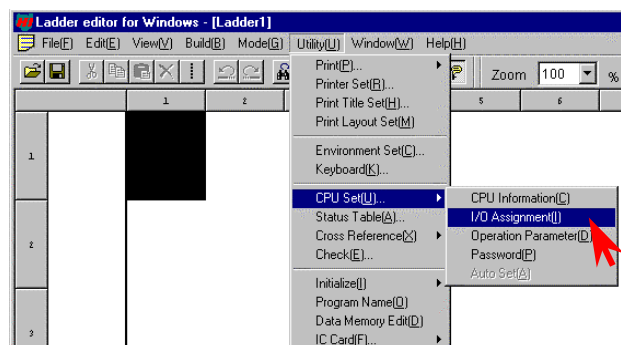 Ladder editor for Windows - [Ladder1]
File(F) Edit(E) View(V) Build(B) Mode(G) Utility(U) Window(W) Help(H)
Zoom 100 %
1 2 5 6
1
2
3
Print(P)...
Printer Set(R)...
Print Title Set(H)...
Print Layout Set(M)
Environment Set(C)...
Keyboard(K)...
CPU Set(U)...
Status Table(A)...
Cross Reference(X)
Check(E)...
Initialize(I)
Program Name(O)
Data Memory Edit(D)
IC Card(F)...
CPU Information(C)
I/O Assignment(I)
Operation Parameter(D)
Password(P)
Auto Set(A)